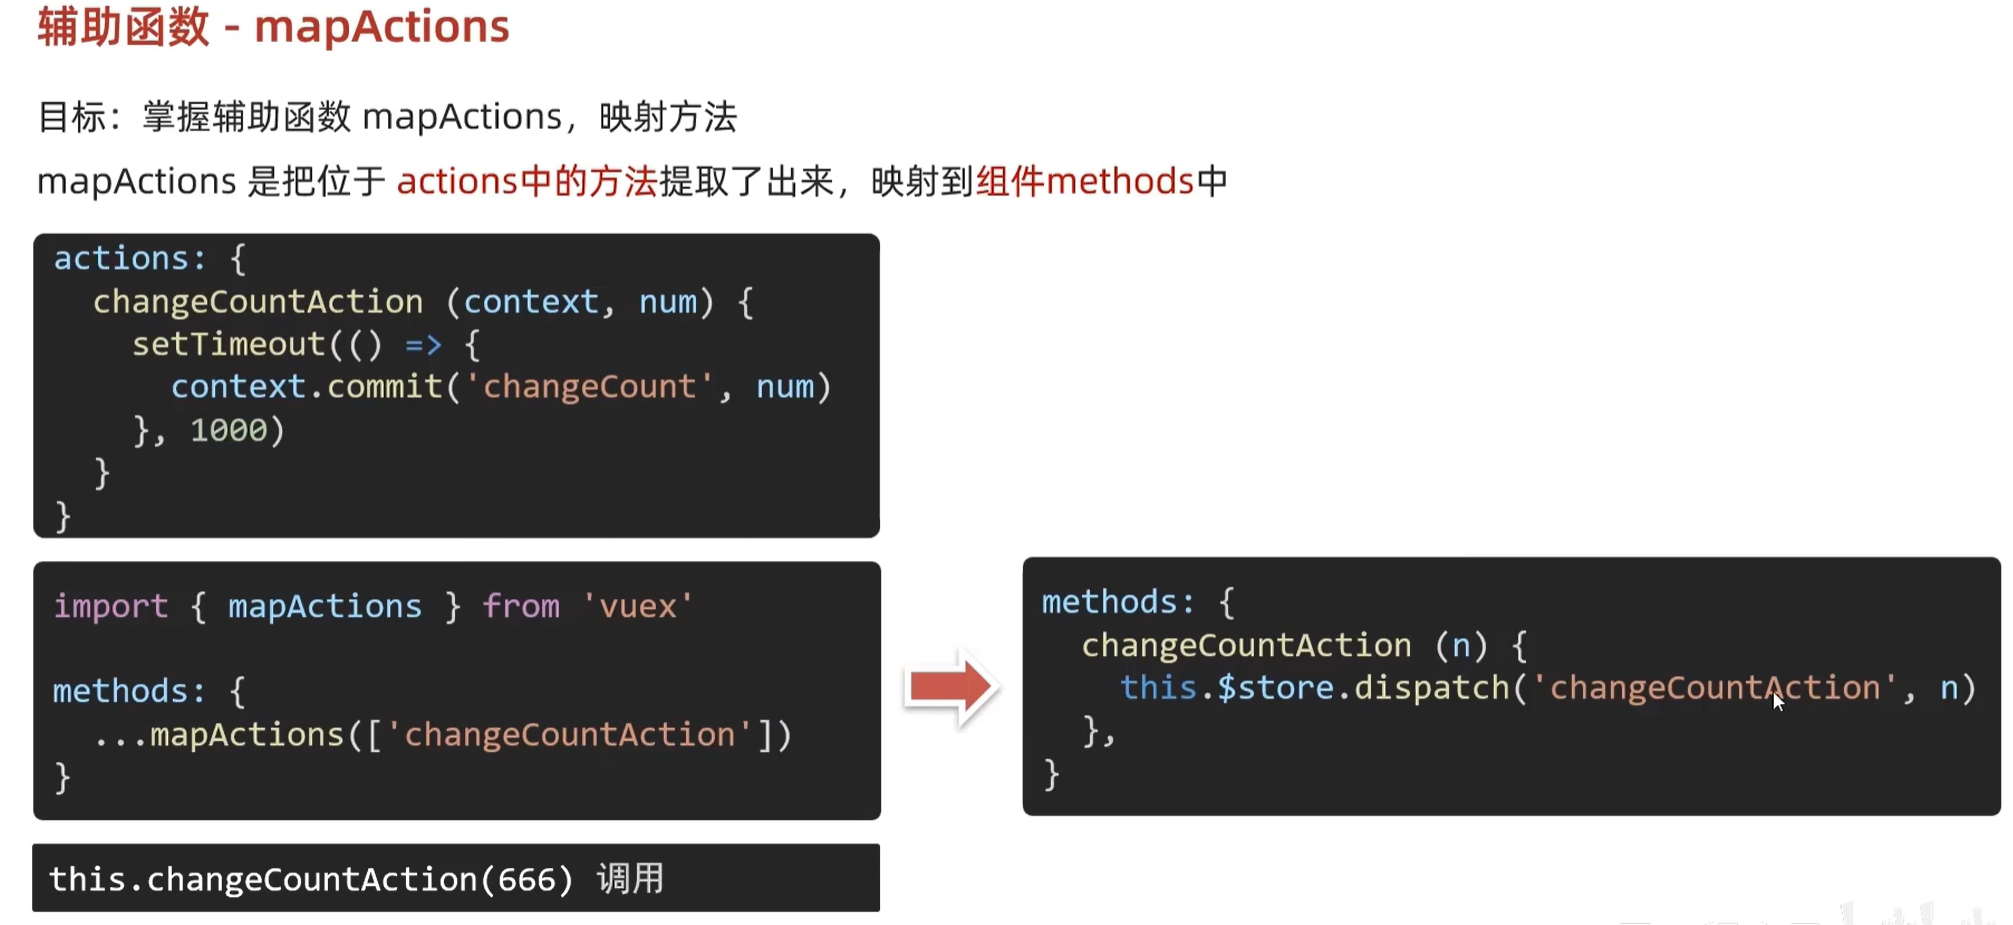 辅助函数 - mapActions
目标：掌握辅助函数 mapActions，映射方法
mapActions 是把位于 actions中的方法提取了出来，映射到组件methods中
actions: {
  changeCountAction (context, num) {
    setTimeout(() => {
      context.commit('changeCount', num)
    }, 1000)
  }
}
import { mapActions } from 'vuex'
methods: {
  ...mapActions(['changeCountAction'])
}
methods: {
  changeCountAction (n) {
    this.$store.dispatch('changeCountAction', n)
  },
}
this.changeCountAction(666) 调用